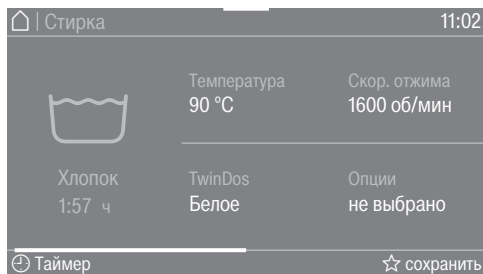 | Стирка 11:02
Температура Скор. отжима
90 °C 1600 об/мин
Хлопок TwinDos Опции
1:57 ч Белое не выбрано
Таймер сохранить